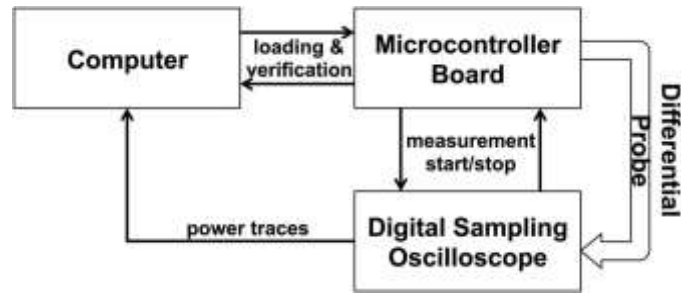 Computer
loading &
verification
Microcontroller
Board
Differential
Probe
measurement
start/stop
power traces
Digital Sampling
Oscilloscope